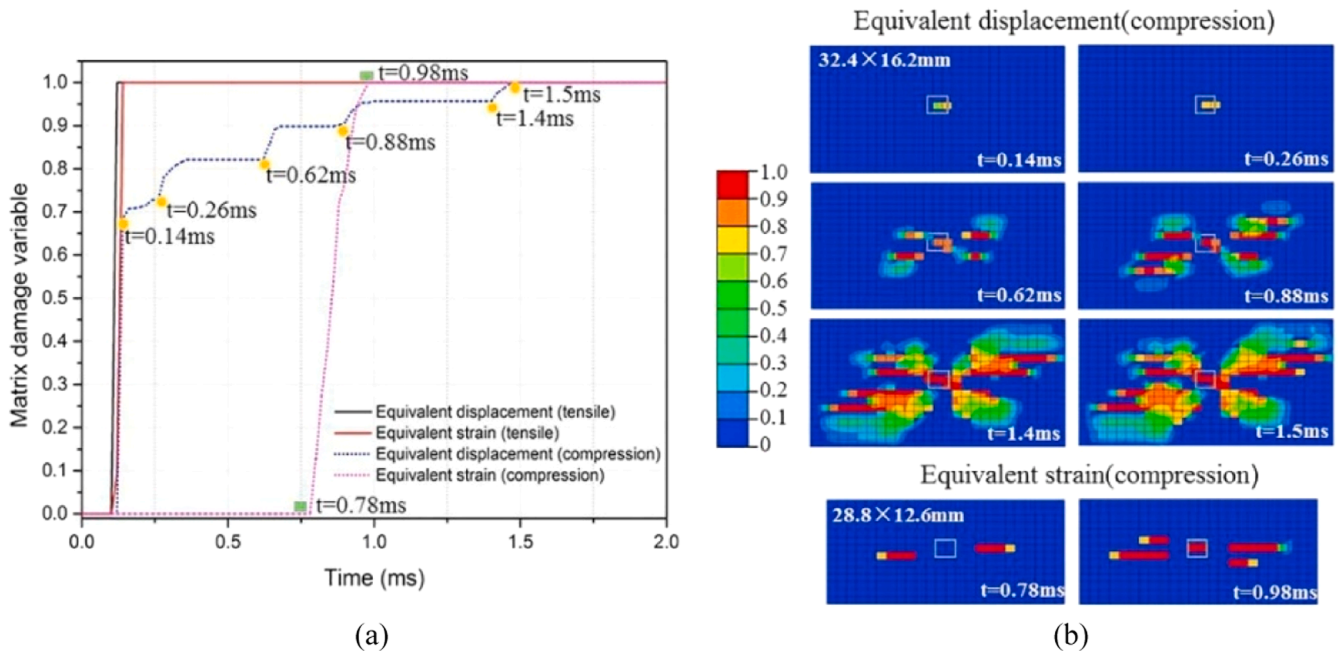 Matrix damage variable
1.0
0.9
0.8
0.7
0.6
0.5
0.4
0.3
0.2
0.1
0.0
0.0
0.5
1.0
1.5
2.0
Time (ms)
t=0.98ms
t=1.5ms
t=1.4ms
t=0.88ms
t=0.62ms
t=0.26ms
t=0.14ms
t=0.78ms
Equivalent displacement (tensile)
Equivalent strain (tensile)
Equivalent displacement (compression)
Equivalent strain (compression)
(a)
1.0
0.9
0.8
0.7
0.6
0.5
0.4
0.3
0.2
0.1
0
Equivalent displacement(compression)
32.4×16.2mm
t=0.14ms
t=0.26ms
t=0.62ms
t=0.88ms
t=1.4ms
t=1.5ms
Equivalent strain(compression)
28.8×12.6mm
t=0.78ms
t=0.98ms
(b)